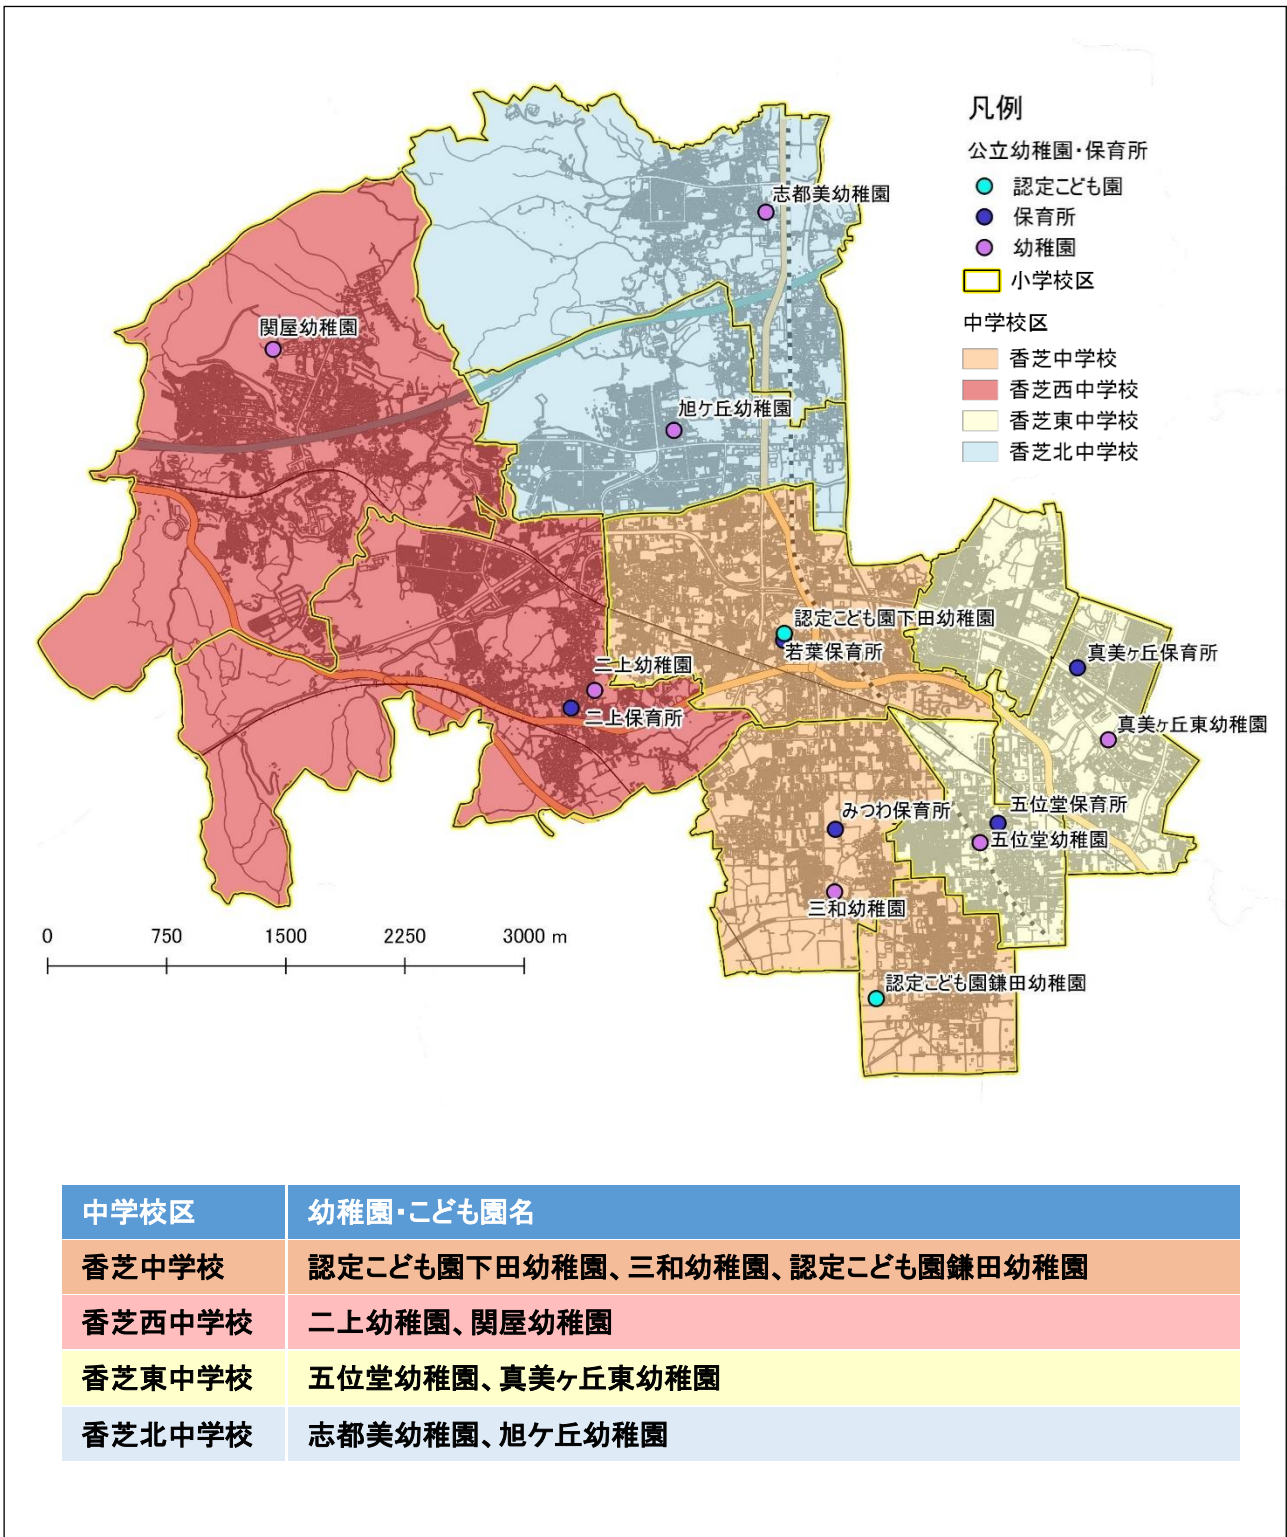 凡例
公立幼稚園・保育所
認定こども園
保育所
幼稚園
小学校区
中学校区
香芝中学校
香芝西中学校
香芝東中学校
香芝北中学校
志都美幼稚園
関屋幼稚園
旭ケ丘幼稚園
認定こども園下田幼稚園
若葉保育所
二上幼稚園
二上保育所
真美ヶ丘保育所
真美ヶ丘東幼稚園
みつわ保育所
五位堂保育所
五位堂幼稚園
三和幼稚園
認定こども園鎌田幼稚園
0 750 1500 2250 3000 m
中学校区 幼稚園・こども園名
香芝中学校 認定こども園下田幼稚園、三和幼稚園、認定こども園鎌田幼稚園
香芝西中学校 二上幼稚園、関屋幼稚園
香芝東中学校 五位堂幼稚園、真美ヶ丘東幼稚園
香芝北中学校 志都美幼稚園、旭ケ丘幼稚園